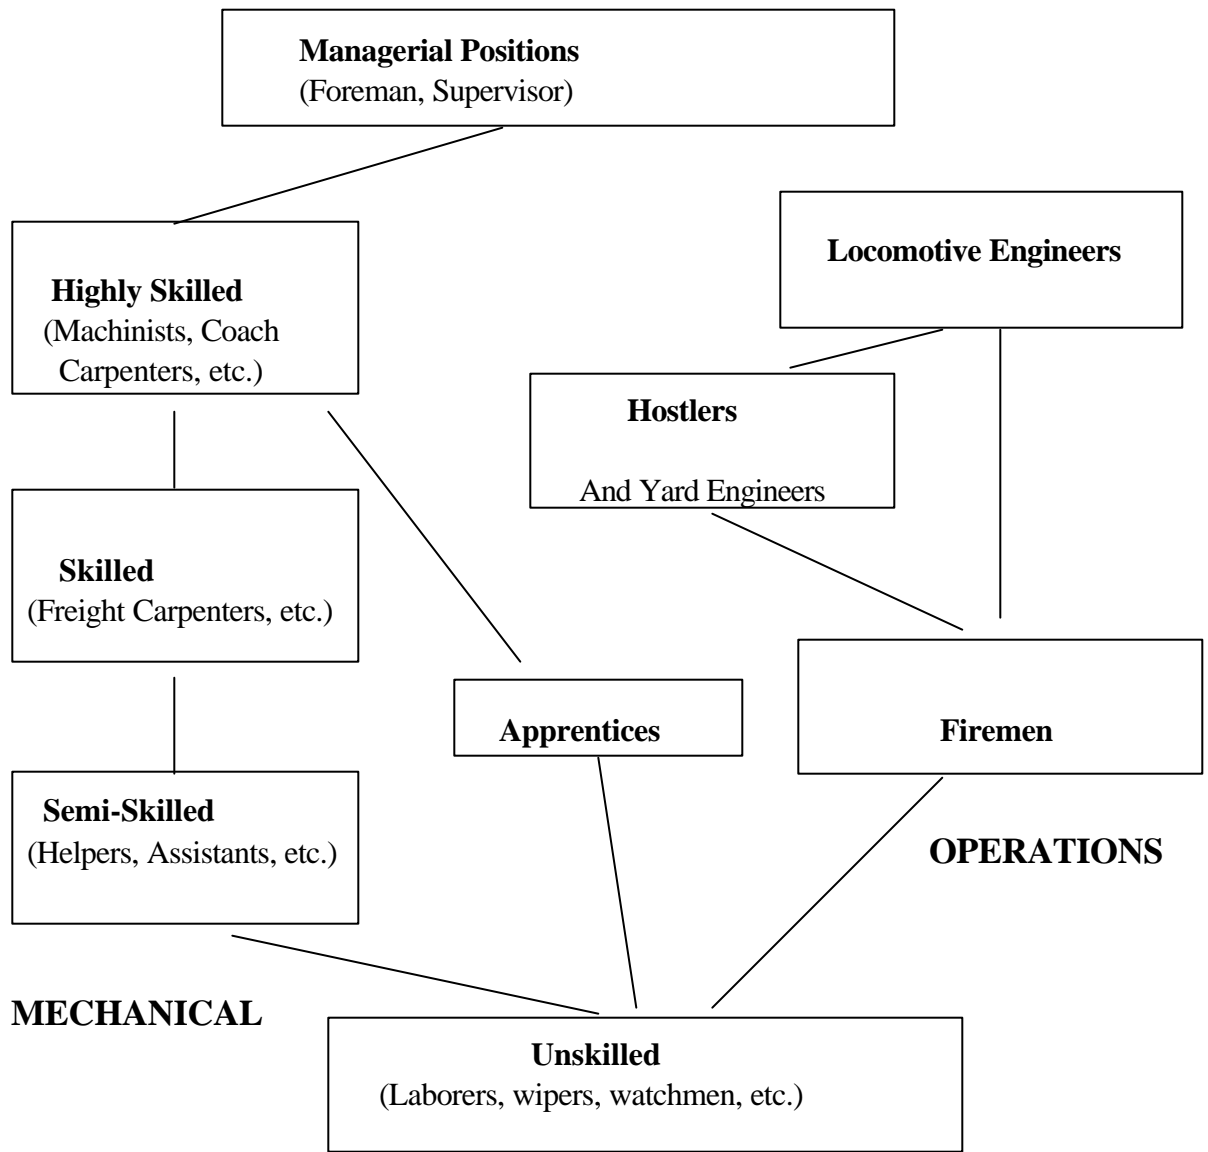 Managerial Positions
(Foreman, Supervisor)
Locomotive Engineers
Highly Skilled
(Machinists, Coach
Carpenters, etc.)
Hostlers
And Yard Engineers
Skilled
(Freight Carpenters, etc.)
Apprentices
Firemen
Semi-Skilled
(Helpers, Assistants, etc.)
OPERATIONS
MECHANICAL
Unskilled
(Laborers, wipers, watchmen, etc.)